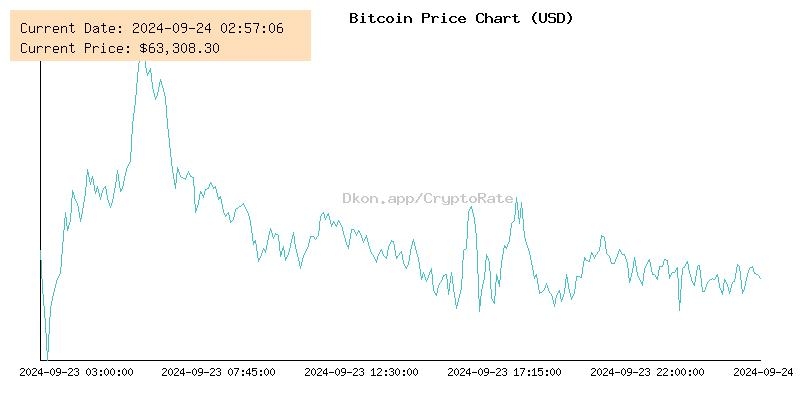 Bitcoin Price Chart (USD)
Current Date: 2024-09-24 02:57:06
Current Price: $63,308.30
Dkon.app/CryptoRate
2024-09-23 03:00:00 2024-09-23 07:45:00 2024-09-23 12:30:00 2024-09-23 17:15:00 2024-09-23 22:00:00 2024-09-24